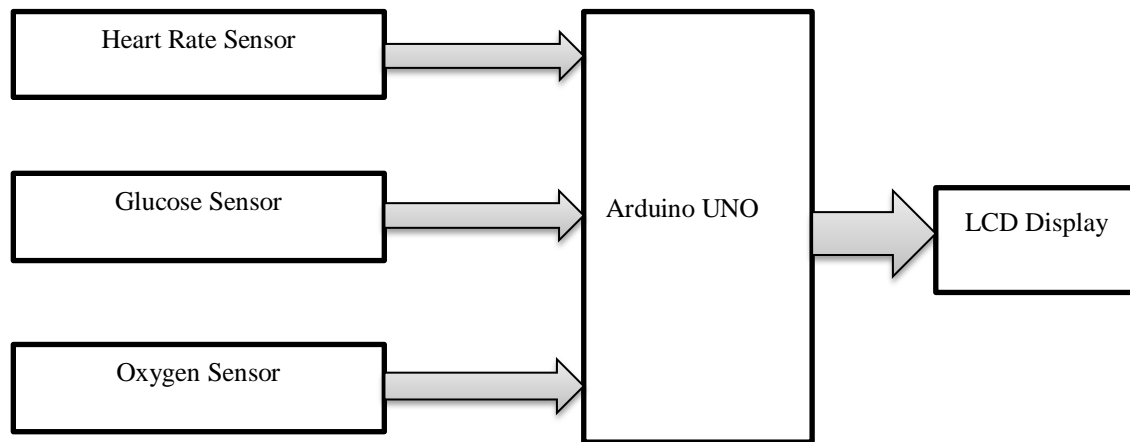 Heart Rate Sensor
Glucose Sensor
Oxygen Sensor
Arduino UNO
LCD Display